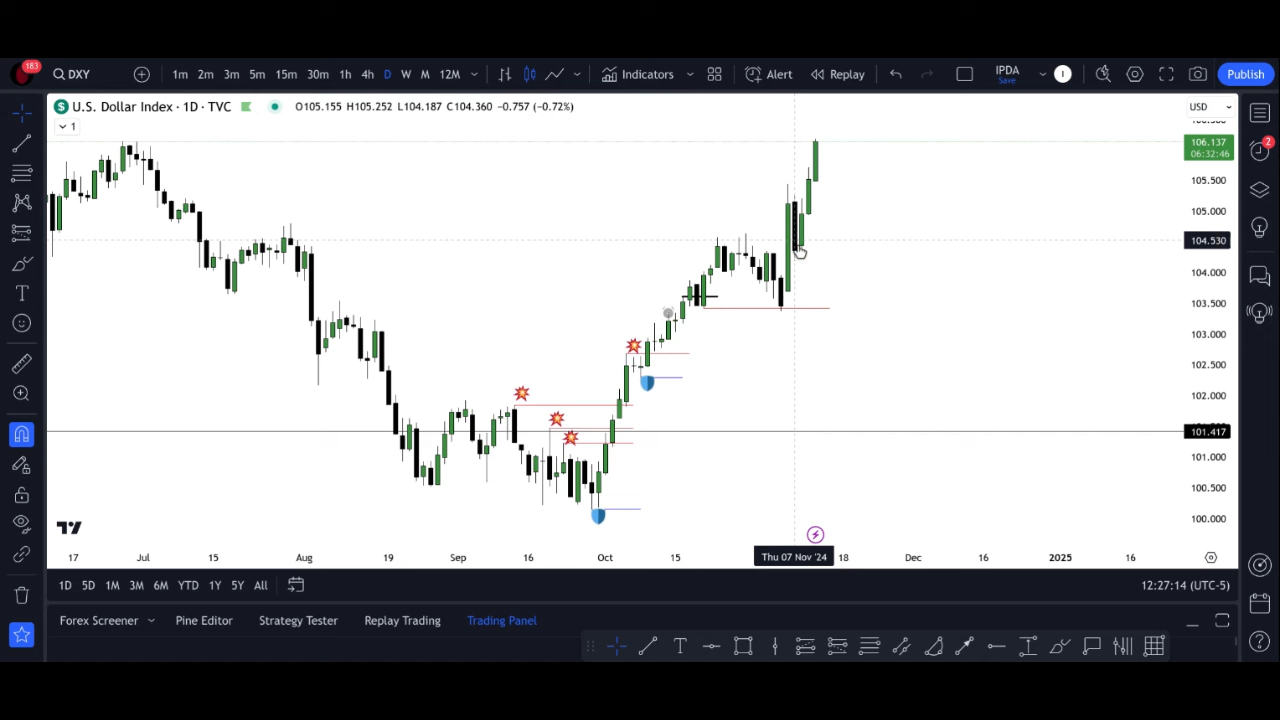 183
DXY
1m 2m 3m 5m 15m 30m 1h 4h D W M 12M
Indicators
Alert
Replay
IPDA
Save
I
Publish
$ U.S. Dollar Index · 1D · TVC
O105.155 H105.252 L104.187 C104.360 −0.757 (−0.72%)
USD
1
2
106.137
06:32:46
105.500
105.000
104.530
104.000
103.500
103.000
102.500
102.000
101.417
101.000
100.500
100.000
17 Jul 15 Aug 19 Sep 16 Oct 15 Thu 07 Nov '24 18 Dec 16 2025 16
1D 5D 1M 3M 6M YTD 1Y 5Y All
12:27:14 (UTC-5)
Forex Screener
Pine Editor
Strategy Tester
Replay Trading
Trading Panel